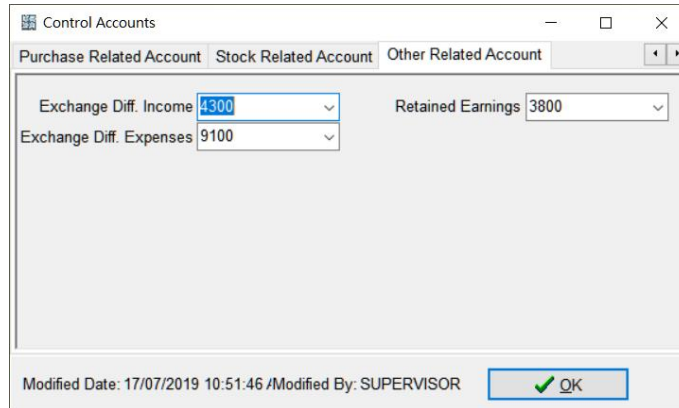 Control Accounts
Purchase Related Account Stock Related Account Other Related Account
Exchange Diff. Income 4300 Retained Earnings 3800
Exchange Diff. Expenses 9100
Modified Date: 17/07/2019 10:51:46 AModified By: SUPERVISOR OK